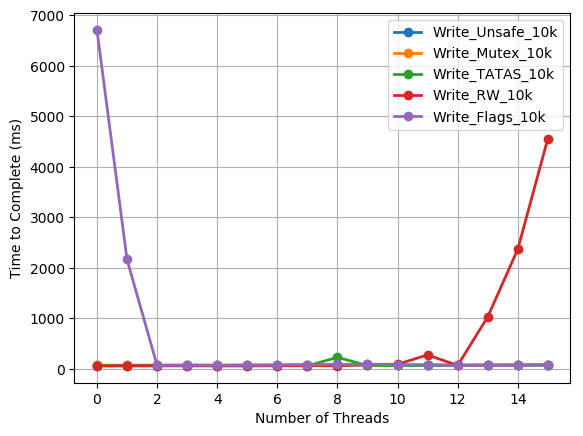 7000
6000
5000
4000
3000
2000
1000
0
Time to Complete (ms)
Write_Unsafe_10k
Write_Mutex_10k
Write_TATAS_10k
Write_RW_10k
Write_Flags_10k
0 2 4 6 8 10 12 14
Number of Threads